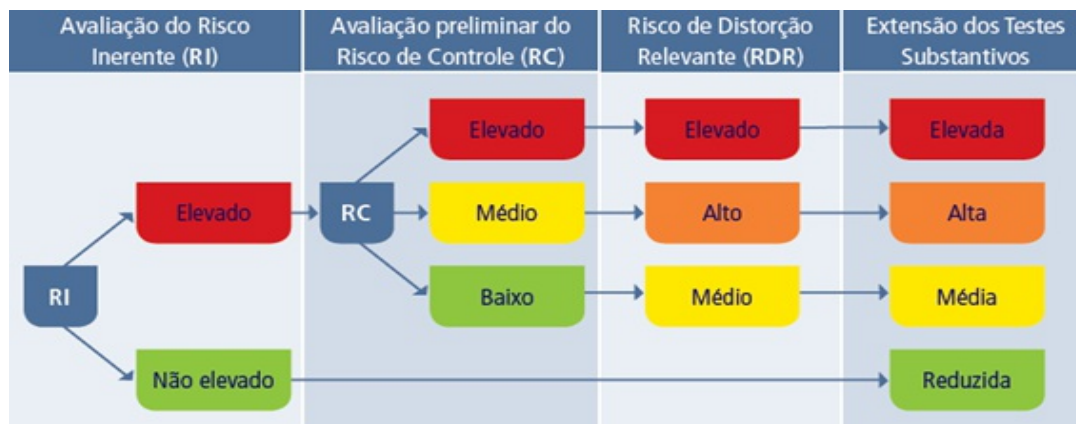 Avaliação do Risco
Inerente (RI)
Avaliação preliminar do
Risco de Controle (RC)
Risco de Distorção
Relevante (RDR)
Extensão dos Testes
Substantivos
Elevado
Elevado
Elevada
Elevado
RC
Médio
Alto
Alta
RI
Baixo
Médio
Média
Não elevado
Reduzida